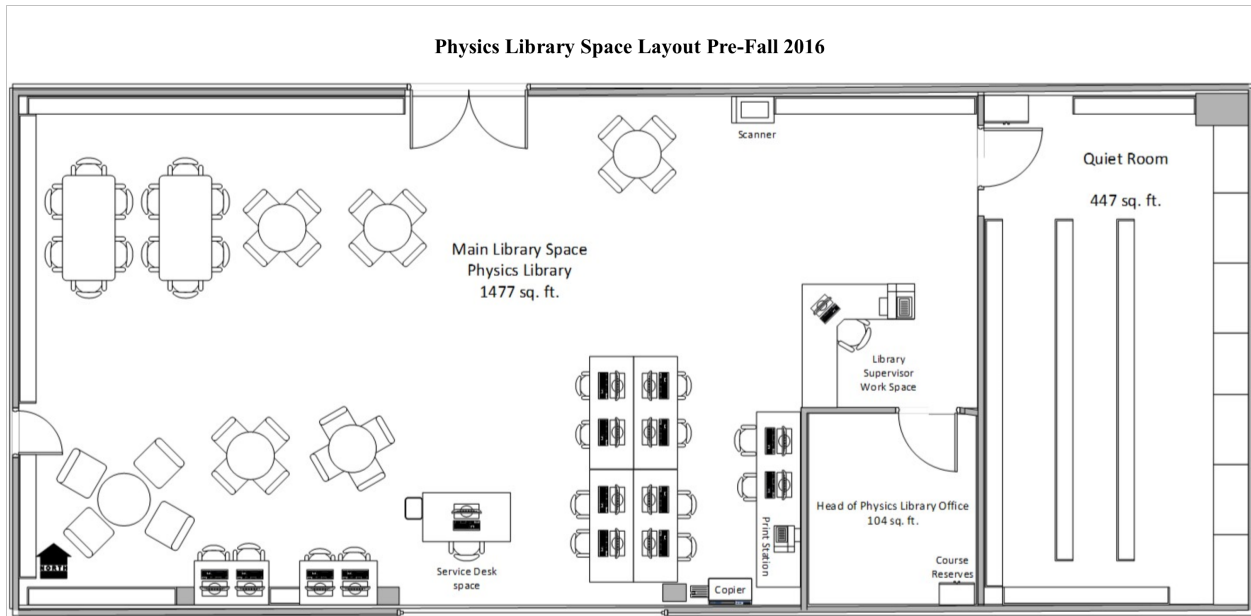 Physics Library Space Layout Pre-Fall 2016
Scanner
Quiet Room
447 sq. ft.
Main Library Space
Physics Library
1477 sq. ft.
Library
Supervisor
Work Space
Head of Physics Library Office
104 sq. ft.
Print Station
Service Desk
space
Course
Reserves
Copier
NORTH